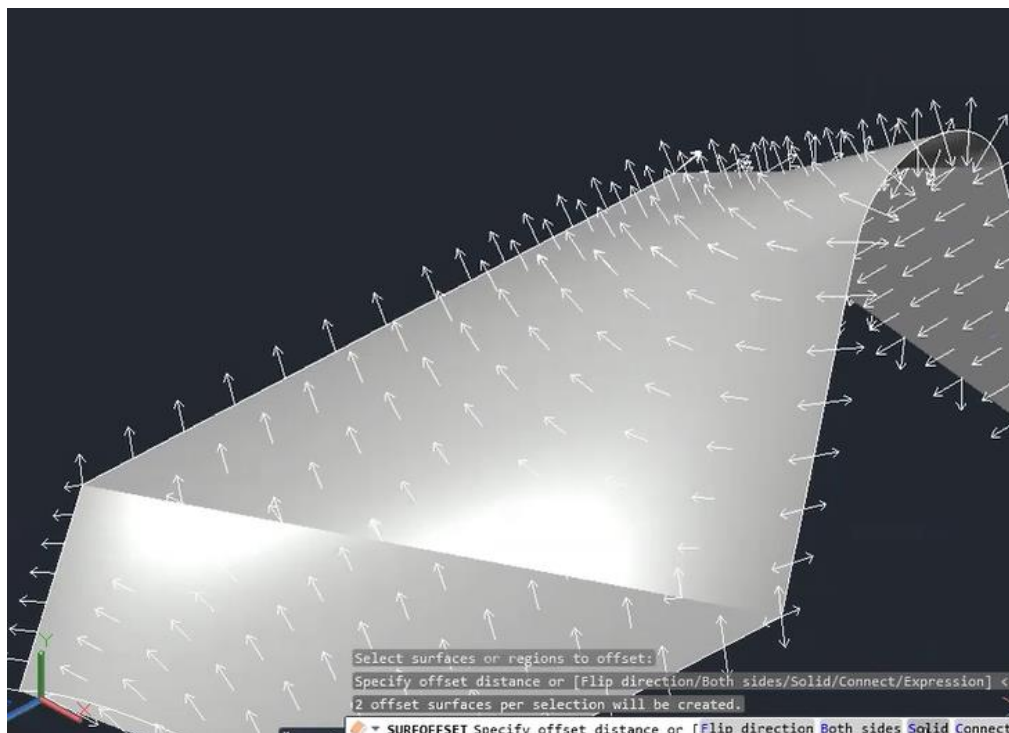 Y
X
Select surfaces or regions to offset:
Specify offset distance or [Flip direction/Both sides/Solid/Connect/Expression] <
2 offset surfaces per selection will be created.
SURFOFFSET Specify offset distance or [Flip direction Both sides Solid Connect